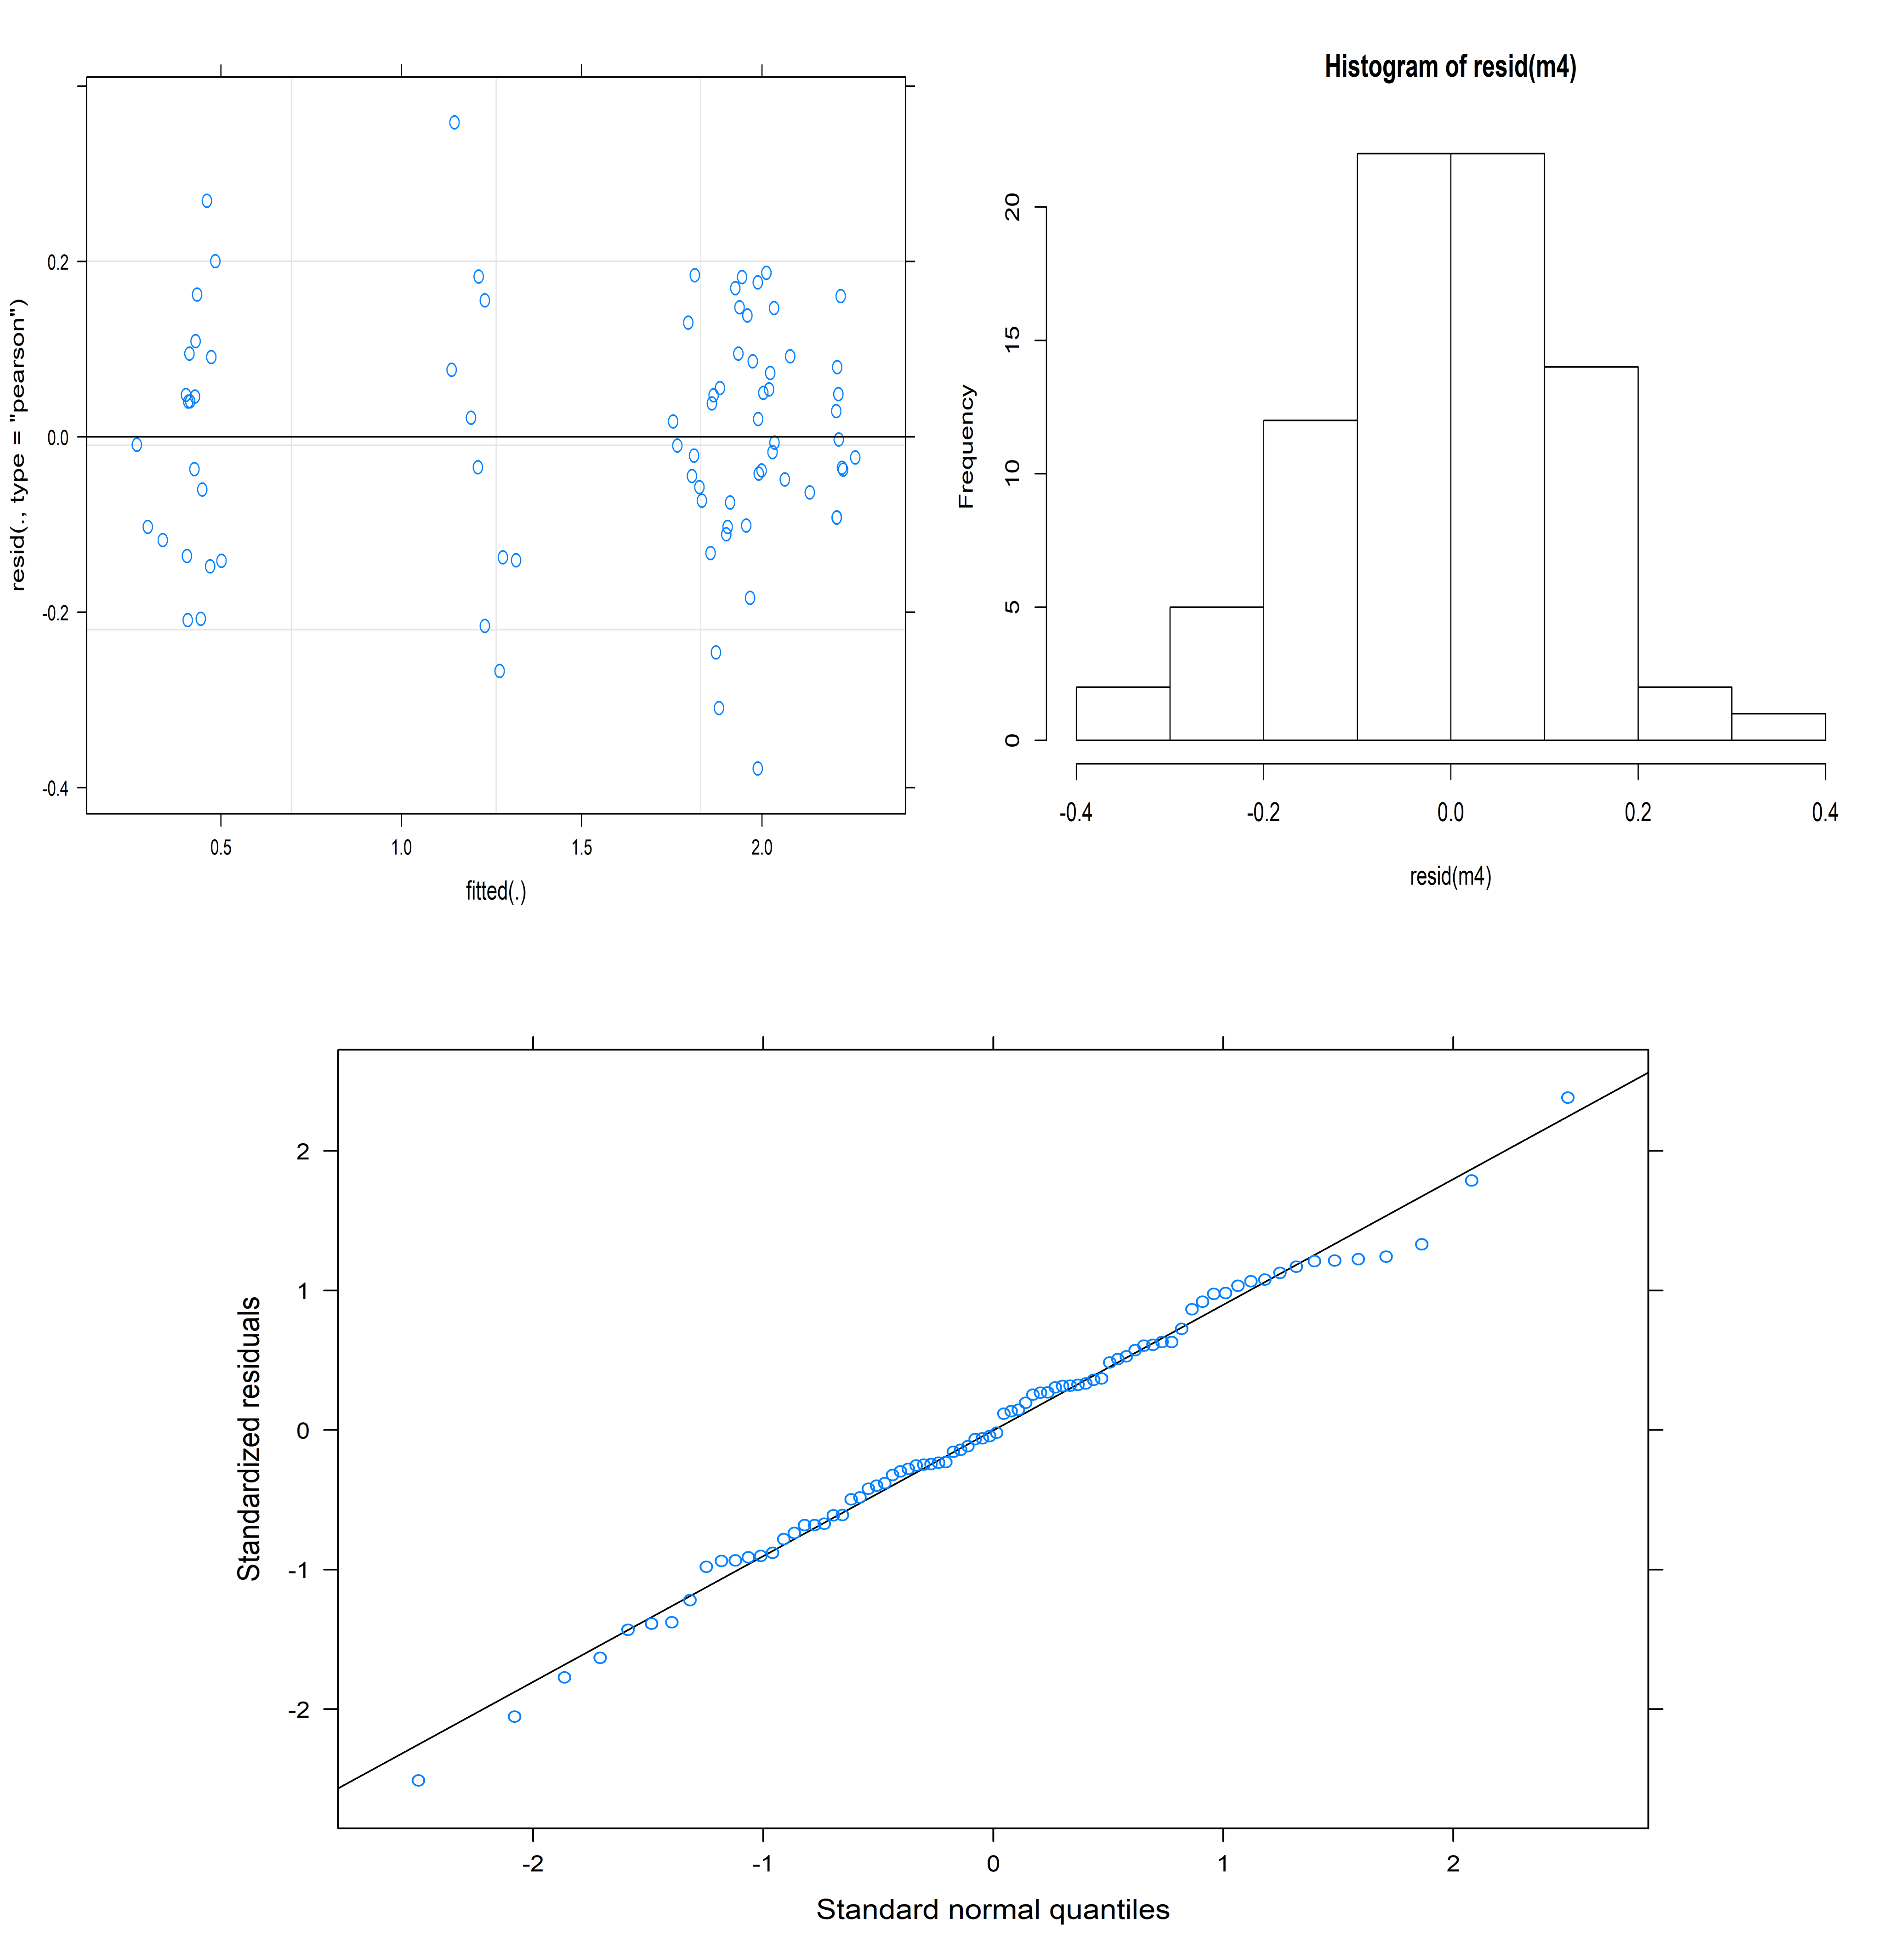 Histogram of resid(m4)
resid(., type = "pearson")
0.2
0.0
-0.2
-0.4
0.5 1.0 1.5 2.0
fitted(.)
Frequency
20
15
10
5
0
-0.4 -0.2 0.0 0.2 0.4
resid(m4)
Standardized residuals
2
1
0
-1
-2
-2 -1 0 1 2
Standard normal quantiles